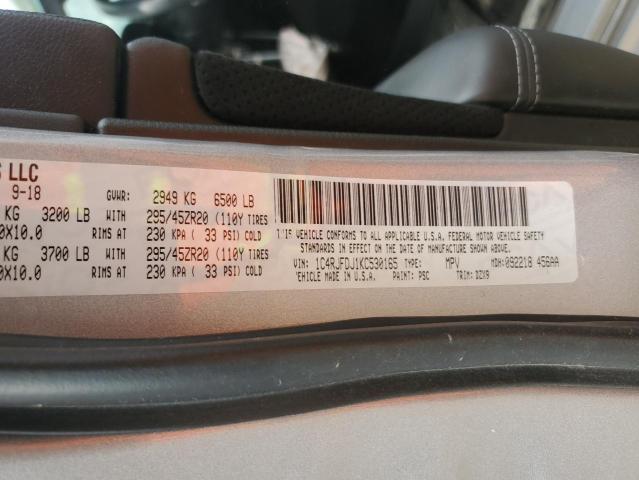 LLC
9-18 GVWR: 2949 KG 6500 LB
KG 3200 LB WITH 295/45ZR20 (110Y TIRES
0X10.0 RIMS AT 230 KPA ( 33 PSI) COLD
KG 3700 LB WITH 295/45ZR20 (110Y TIRES
0X10.0 RIMS AT 230 KPA ( 33 PSI) COLD
THIS VEHICLE CONFORMS TO ALL APPLICABLE U.S.A. FEDERAL MOTOR VEHICLE SAFETY
STANDARDS IN EFFECT ON THE DATE OF MANUFACTURE SHOWN ABOVE.
VIN: 1C4RJFDJ1KC530165 TYPE: MPV MDH: 092218 456AA
VEHICLE MADE IN U.S.A. PAINT: PSC TRIM: DZX9